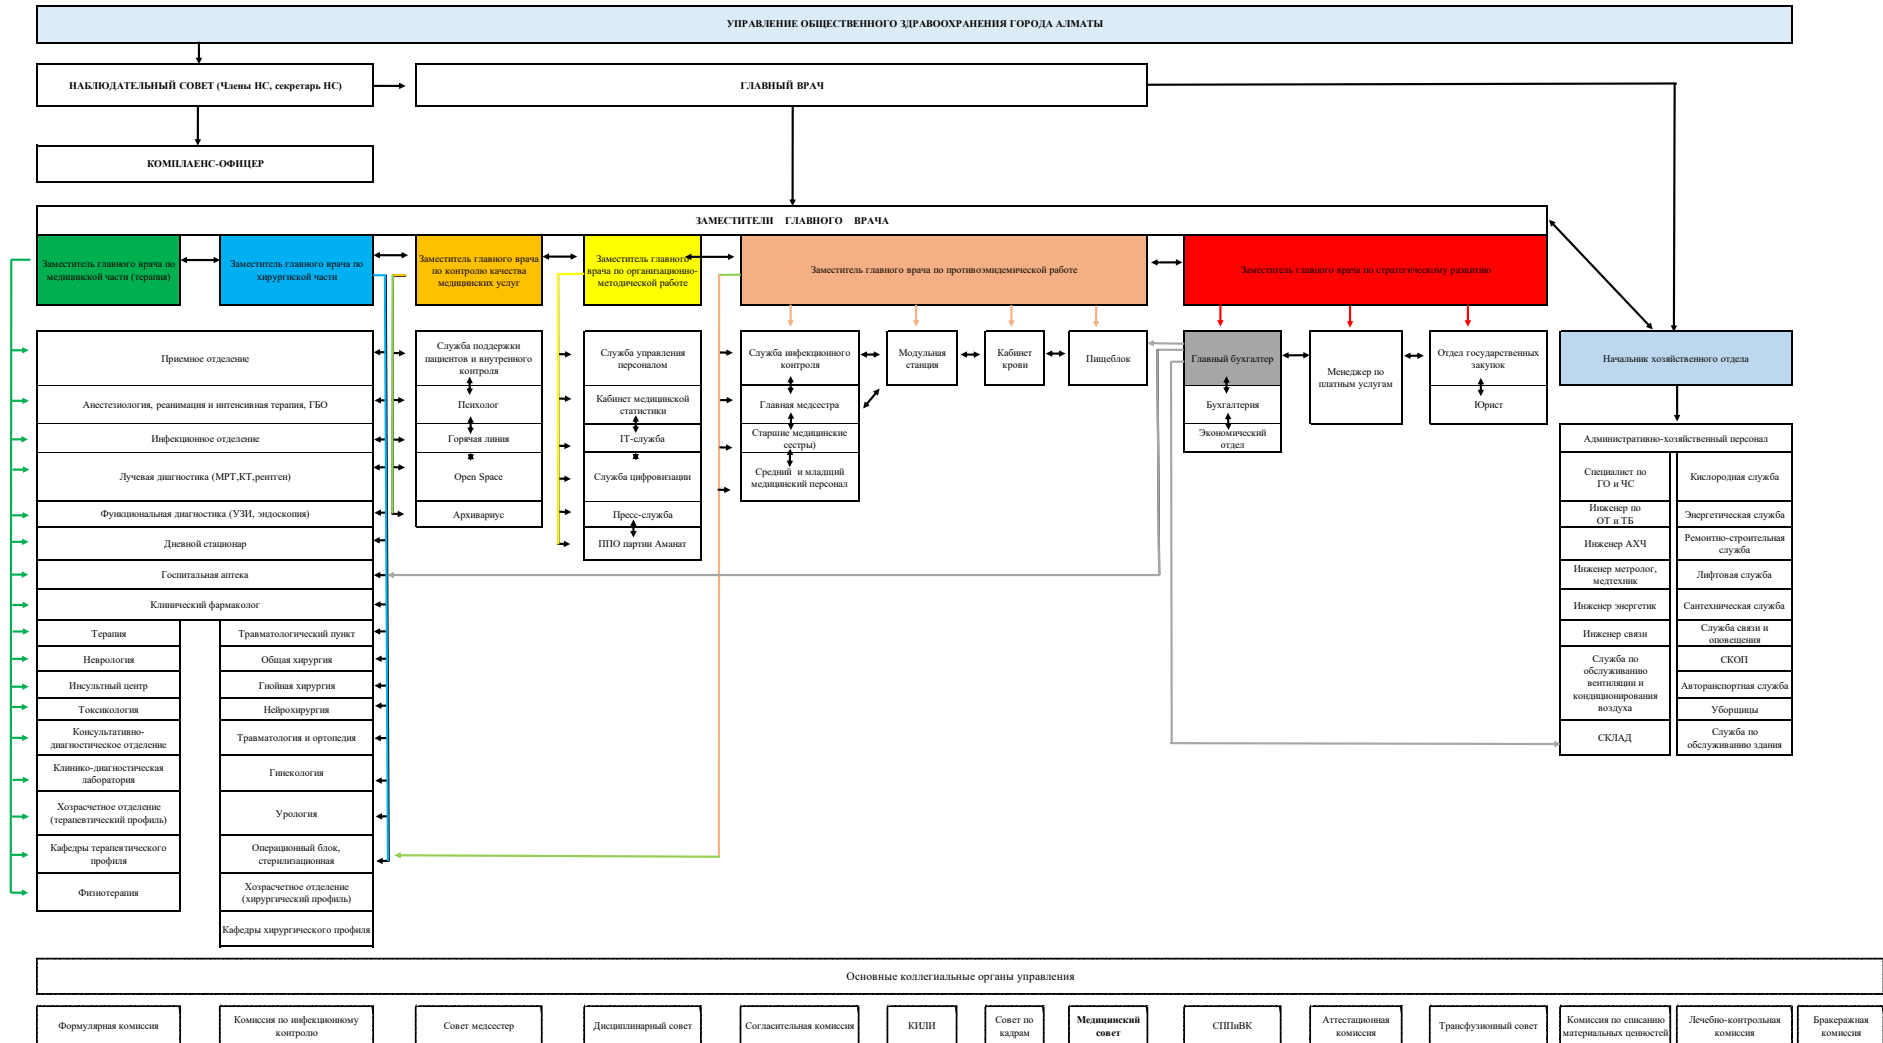 УПРАВЛЕНИЕ ОБЩЕСТВЕННОГО ЗДРАВООХРАНЕНИЯ ГОРОДА АЛМАТЫ
НАБЛЮДАТЕЛЬНЫЙ СОВЕТ (Члены НС, секретарь НС)
ГЛАВНЫЙ ВРАЧ
КОМПЛАЕНС-ОФИЦЕР
ЗАМЕСТИТЕЛИ ГЛАВНОГО ВРАЧА
Заместитель главного врача по
медицинской части (терапия)
Заместитель главного врача по
хирургиской части
Заместитель главного врача
по контролю качества
медицинских услуг
Заместитель главного
врача по организационно-
методической работе
Заместитель главного врача по противоэмидемической работе
Заместитель главного врача по стратегическому развитию
Приемное отделение
Анестезиология, реанимация и интенсивная терапия, ГБО
Инфекционное отделение
Лучевая диагностика (МРТ,КТ,рентген)
Функциональная диагностика (УЗИ, эндоскопия)
Дневной стационар
Госпитальная аптека
Клинический фармаколог
Терапия
Неврология
Инсультный центр
Токсикология
Консультативно-
диагностическое отделение
Клинико-диагностическая
лаборатория
Хозрасчетное отделение
(терапевтический профиль)
Кафедры терапевтического
профиля
Физиотерапия
Травматологический пункт
Общая хирургия
Гнойная хирургия
Нейрохирургия
Травматология и ортопедия
Гинекология
Урология
Операционный блок,
стерилизационная
Хозрасчетное отделение
(хирургический профиль)
Кафедры хирургического профиля
Служба поддержки
пациентов и внутренного
контроля
Психолог
Горячая линия
Open Space
Архивариус
Служба управления
персоналом
Кабинет медицинской
статистики
IT-служба
Служба цифровизации
Пресс-служба
ППО партии Аманат
Служба инфекционного
контроля
Главная медсестра
Старшие медицинские
сестры)
Средний и младщий
медицинский персонал
Модульная
станция
Кабинет
крови
Пищеблок
Главный бухгалтер
Бухгалтерия
Экономический
отдел
Менеджер по
платным услугам
Отдел государственных
закупок
Юрист
Начальник хозяйственного отдела
Административно-хозяйственный персонал
Специалист по
ГО и ЧС
Инженер по
ОТ и ТБ
Инженер АХЧ
Инженер метролог,
медтехник
Инженер энергетик
Инженер связи
Служба по
обслуживанию
вентиляции и
кондиционирования
воздуха
СКЛАД
Кислородная служба
Энергетическая служба
Ремонтно-строительная
служба
Лифтовая служба
Сантехническая служба
Служба связи и
оповещения
СКОП
Авторанспортная служба
Уборщицы
Служба по
обслуживанию здания
Основные коллегиальные органы управления
Формулярная комиссия
Комиссия по инфекционному
контролю
Совет медсестер
Дисциплинарный совет
Согласительная комиссия
КИЛИ
Совет по
кадрам
Медицинский
совет
СППиВК
Аттестационная
комиссия
Трансфузионный совет
Комиссия по списанию
материальных ценностей
Лечебно-контрольная
комиссия
Бракеражная
комиссия